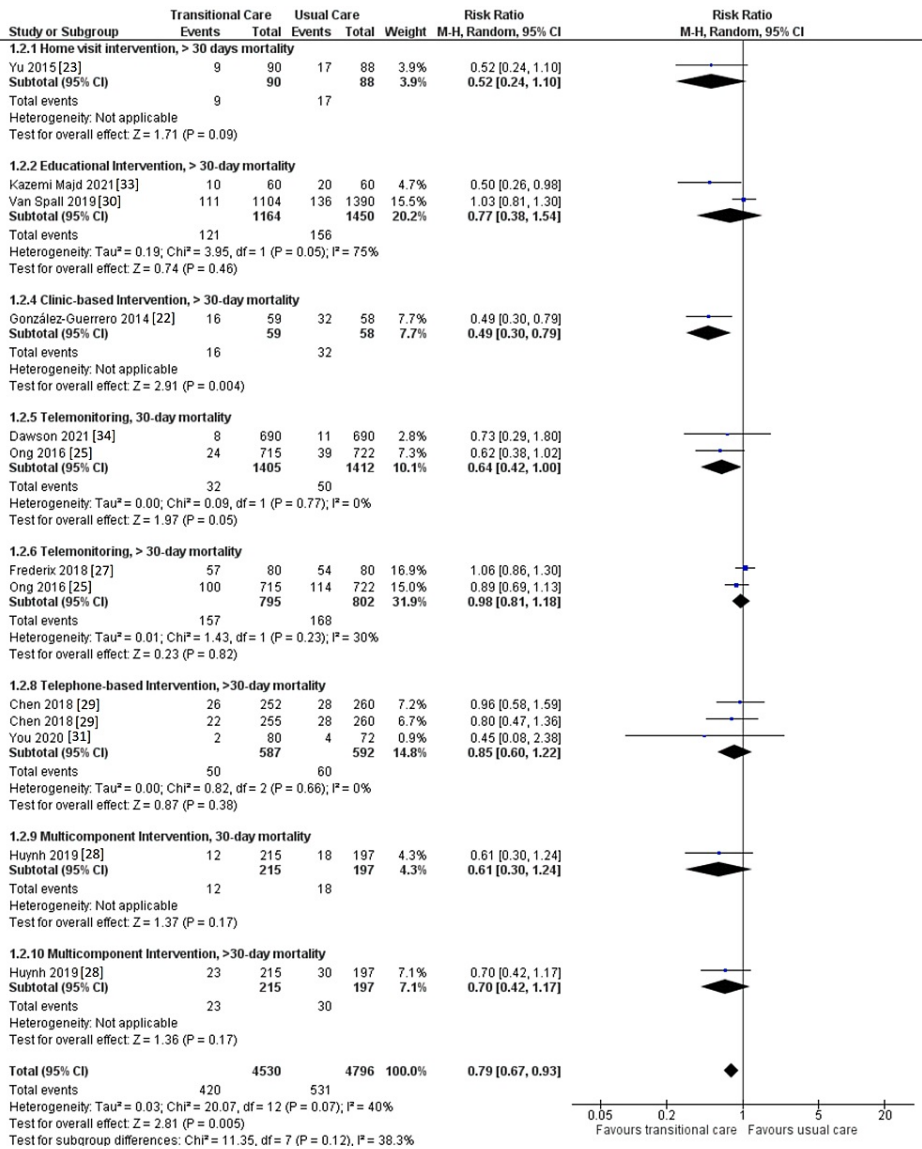 Transitional Care Usual Care Risk Ratio Risk Ratio
Study or Subgroup Events Total Events Total Weight M-H, Random, 95% CI M-H, Random, 95% CI
1.2.1 Home visit intervention, > 30 days mortality
Yu 2015 [23] 9 90 17 88 3.9% 0.52 [0.24, 1.10]
Subtotal (95% CI) 90 88 3.9% 0.52 [0.24, 1.10]
Total events 9 17
Heterogeneity: Not applicable
Test for overall effect: Z = 1.71 (P = 0.09)
1.2.2 Educational Intervention, > 30-day mortality
Kazemi Majd 2021[33] 10 60 20 60 4.7% 0.50 [0.26, 0.98]
Van Spall 2019 [30] 111 1104 136 1390 15.5% 1.03 [0.81, 1.30]
Subtotal (95% CI) 1164 1450 20.2% 0.77 [0.38, 1.54]
Total events 121 156
Heterogeneity: Tau² = 0.19; Chi² = 3.95, df = 1 (P = 0.05); I² = 75%
Test for overall effect: Z = 0.74 (P = 0.46)
1.2.4 Clinic-based Intervention, > 30-day mortality
González-Guerrero 2014 [22] 16 59 32 58 7.7% 0.49 [0.30, 0.79]
Subtotal (95% CI) 59 58 7.7% 0.49 [0.30, 0.79]
Total events 16 32
Heterogeneity: Not applicable
Test for overall effect: Z = 2.91 (P = 0.004)
1.2.5 Telemonitoring, 30-day mortality
Dawson 2021 [34] 8 690 11 690 2.8% 0.73 [0.29, 1.80]
Ong 2016 [25] 24 715 39 722 7.3% 0.62 [0.38, 1.02]
Subtotal (95% CI) 1405 1412 10.1% 0.64 [0.42, 1.00]
Total events 32 50
Heterogeneity: Tau² = 0.00; Chi² = 0.09, df = 1 (P = 0.77); I² = 0%
Test for overall effect: Z = 1.97 (P = 0.05)
1.2.6 Telemonitoring, > 30-day mortality
Frederix 2018 [27] 57 80 54 80 16.9% 1.06 [0.86, 1.30]
Ong 2016 [25] 100 715 114 722 15.0% 0.89 [0.69, 1.13]
Subtotal (95% CI) 795 802 31.9% 0.98 [0.81, 1.18]
Total events 157 168
Heterogeneity: Tau² = 0.01; Chi² = 1.43, df = 1 (P = 0.23); I² = 30%
Test for overall effect: Z = 0.23 (P = 0.82)
1.2.8 Telephone-based Intervention, >30-day mortality
Chen 2018 [29] 26 252 28 260 7.2% 0.96 [0.58, 1.59]
Chen 2018 [29] 22 255 28 260 6.7% 0.80 [0.47, 1.36]
You 2020 [31] 2 80 4 72 0.9% 0.45 [0.08, 2.38]
Subtotal (95% CI) 587 592 14.8% 0.85 [0.60, 1.22]
Total events 50 60
Heterogeneity: Tau² = 0.00; Chi² = 0.82, df = 2 (P = 0.66); I² = 0%
Test for overall effect: Z = 0.87 (P = 0.38)
1.2.9 Multicomponent Intervention, 30-day mortality
Huynh 2019 [28] 12 215 18 197 4.3% 0.61 [0.30, 1.24]
Subtotal (95% CI) 215 197 4.3% 0.61 [0.30, 1.24]
Total events 12 18
Heterogeneity: Not applicable
Test for overall effect: Z = 1.37 (P = 0.17)
1.2.10 Multicomponent Intervention, >30-day mortality
Huynh 2019 [28] 23 215 30 197 7.1% 0.70 [0.42, 1.17]
Subtotal (95% CI) 215 197 7.1% 0.70 [0.42, 1.17]
Total events 23 30
Heterogeneity: Not applicable
Test for overall effect: Z = 1.36 (P = 0.17)
Total (95% CI) 4530 4796 100.0% 0.79 [0.67, 0.93]
Total events 420 531
Heterogeneity: Tau² = 0.03; Chi² = 20.07, df = 12 (P = 0.07); I² = 40%
Test for overall effect: Z = 2.81 (P = 0.005)
Test for subgroup differences: Chi² = 11.35, df = 7 (P = 0.12), I² = 38.3%
0.05 0.2 1 5 20
Favours transitional care Favours usual care